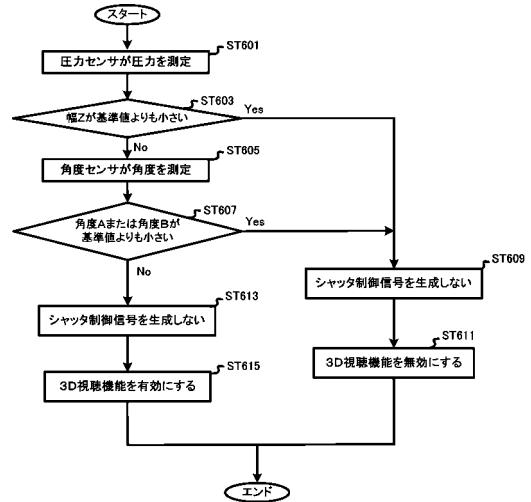 スタート
ST601
圧力センサが圧力を測定
ST603
幅Zが基準値よりも小さい
Yes
No
ST605
角度センサが角度を測定
ST607
角度Aまたは角度Bが
基準値よりも小さい
Yes
No
ST609
シャッタ制御信号を生成しない
ST613
シャッタ制御信号を生成しない
ST611
3D視聴機能を無効にする
ST615
3D視聴機能を有効にする
エンド